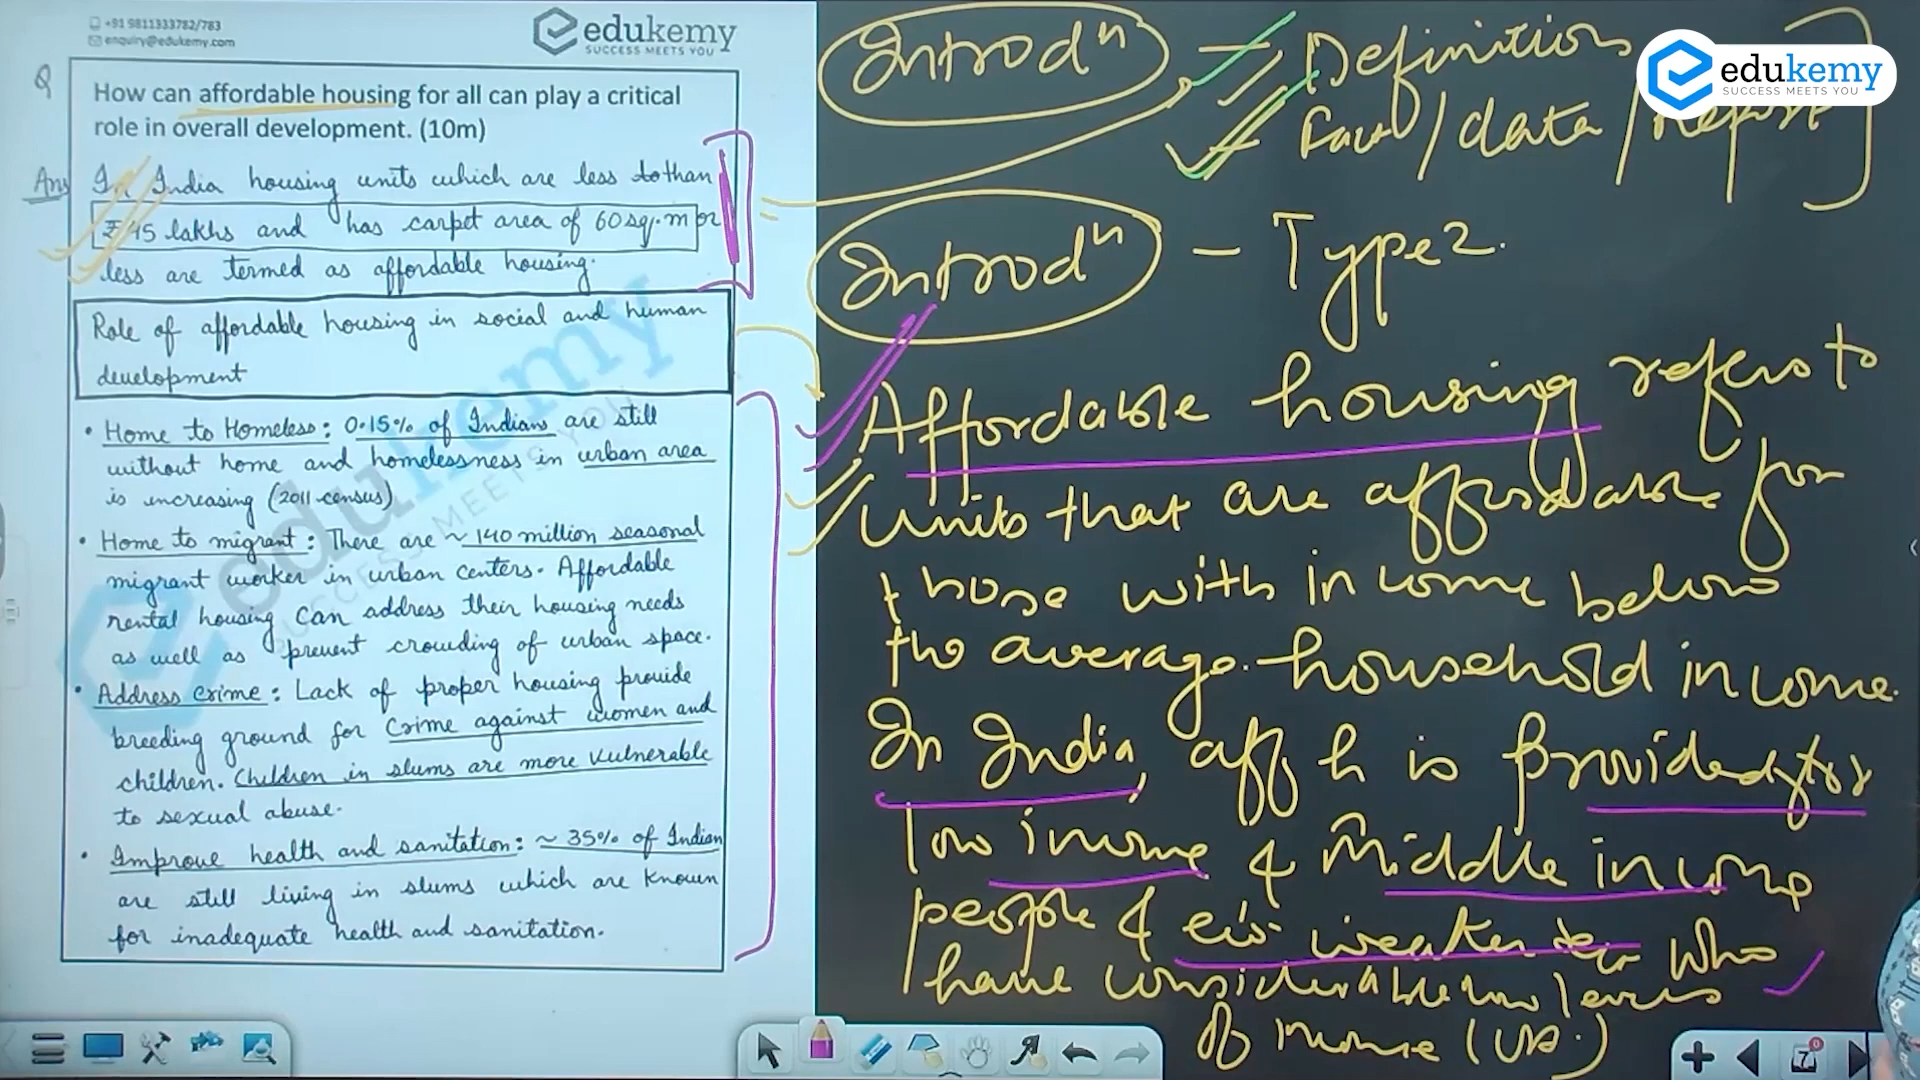 +91 9811333782/783
enquiry@edukemy.com
edukemy
SUCCESS MEETS YOU
Q
How can affordable housing for all can play a critical
role in overall development. (10m)
Ans
In India housing units which are less to than
₹45 lakhs and has carpet area of 60 sq.m or
less are termed as affordable housing.
Role of affordable housing in social and human
development
• Home to Homeless: 0.15% of Indians are still
without home and homelessness in urban area
is increasing (2011 census)
• Home to migrant: There are ~ 140 million seasonal
migrant worker in urban centers. Affordable
rental housing can address their housing needs
as well as prevent crowding of urban space.
• Address crime: Lack of proper housing provide
breeding ground for crime against women and
children. Children in slums are more vulnerable
to sexual abuse.
• Improve health and sanitation: ~ 35% of Indian
are still living in slums which are known
for inadequate health and sanitation.
edukemy
SUCCESS MEETS YOU
Introdⁿ - Definition
Fact/data/Report
edukemy
SUCCESS MEETS YOU
Introdⁿ - Type 2.
Affordable housing refers to
units that are affordable for
those with income below
the average household income.
In India, aff h is provided for
low income & middle income
people & weaker who
have levels
of income
7
0